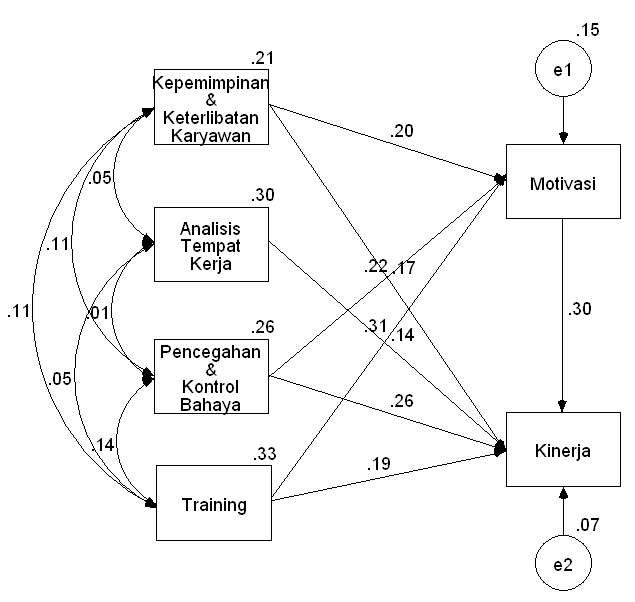 .21
Kepemimpinan
&
Keterlibatan
Karyawan
.15
e1
.20
Motivasi
.05
.30
Analisis
Tempat
Kerja
.11
.22
.17
.11
.01
.31
.14
.30
.26
Pencegahan
&
Kontrol
Bahaya
.05
.26
.14
.33
.19
Training
Kinerja
.07
e2